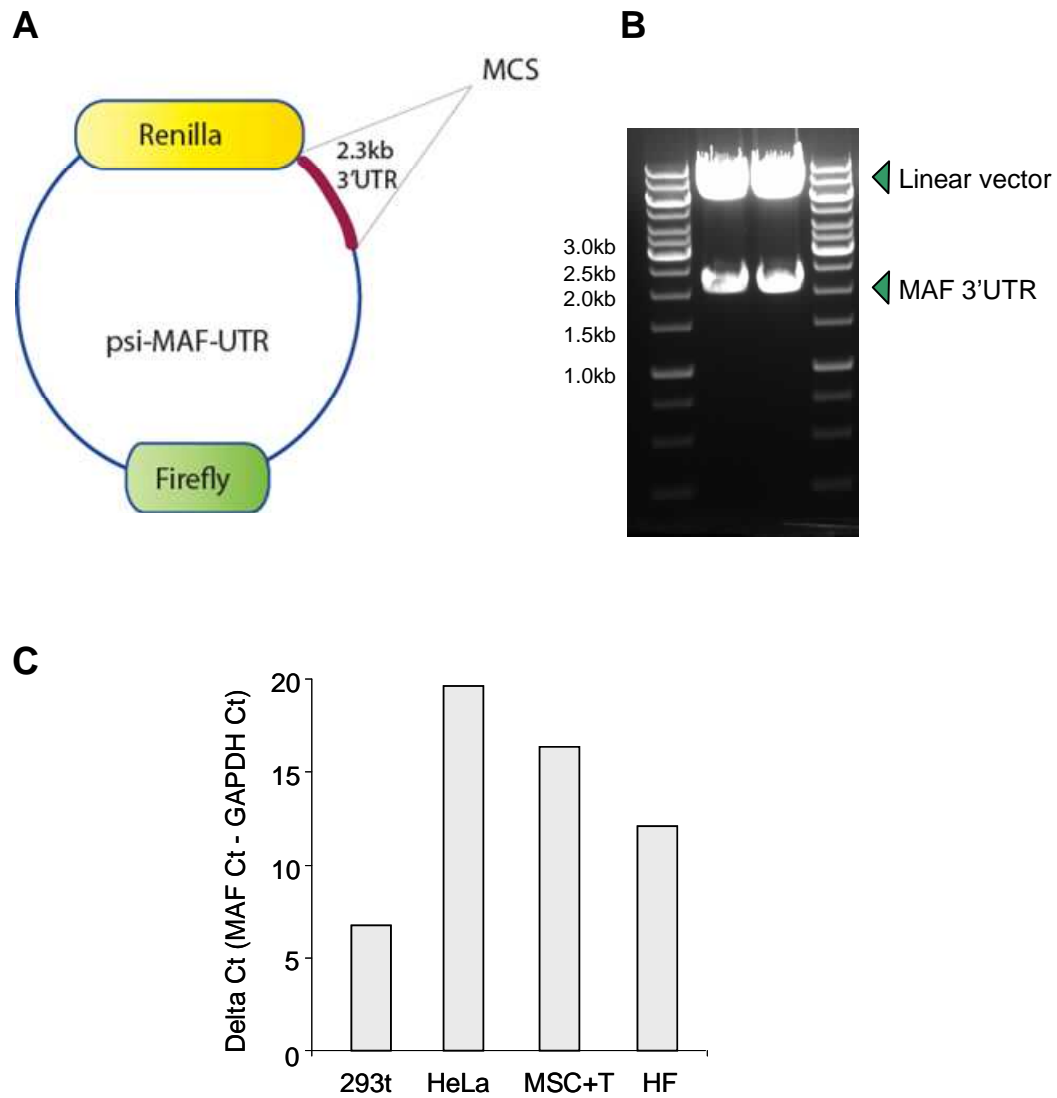 A
MCS
Renilla
2.3kb
3'UTR
psi-MAF-UTR
Firefly
B
Linear vector
3.0kb
2.5kb
MAF 3’UTR
2.0kb
1.5kb
1.0kb
C
Delta Ct (MAF Ct - GAPDH Ct)
20
15
10
5
0
293t HeLa MSC+T HF